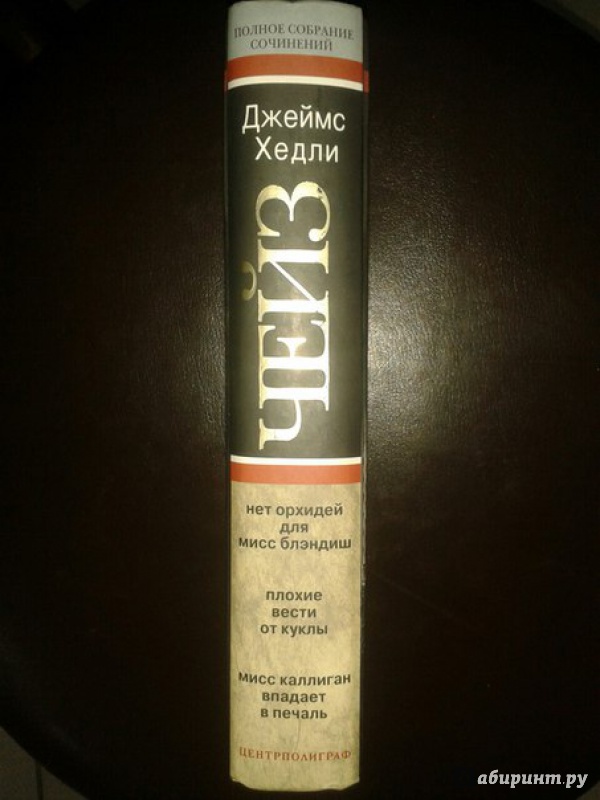 ПОЛНОЕ СОБРАНИЕ
СОЧИНЕНИЙ
Джеймс
Хедли
ЧЕЙЗ
нет орхидей
для
мисс блэндиш
плохие
вести
от куклы
мисс каллиган
впадает
в печаль
ЦЕНТРПОЛИГРАФ
абиринт.ру